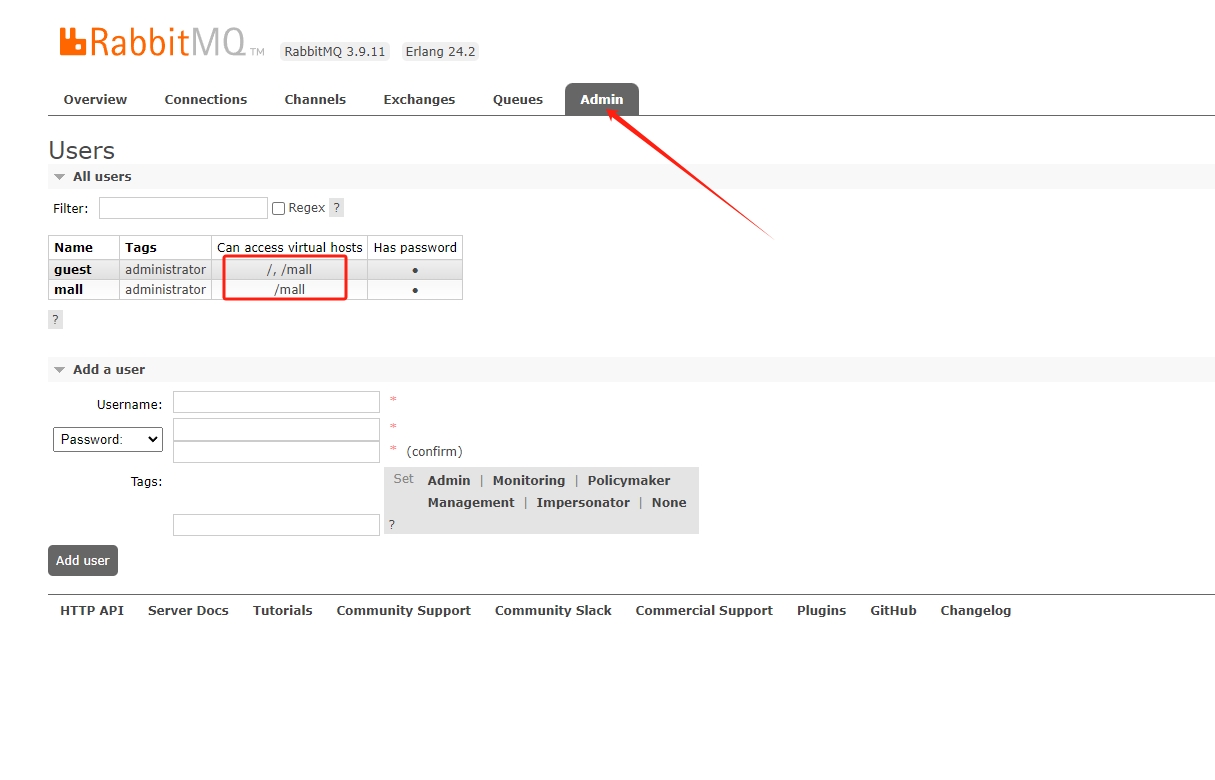 RabbitMQ TM RabbitMQ 3.9.11 Erlang 24.2
Overview Connections Channels Exchanges Queues Admin
Users
All users
Filter: Regex ?
Name Tags Can access virtual hosts Has password
guest administrator /, /mall ●
mall administrator /mall ●
?
Add a user
Username: *
Password: *
* (confirm)
Tags: Set Admin | Monitoring | Policymaker
Management | Impersonator | None
?
Add user
HTTP API Server Docs Tutorials Community Support Community Slack Commercial Support Plugins GitHub Changelog